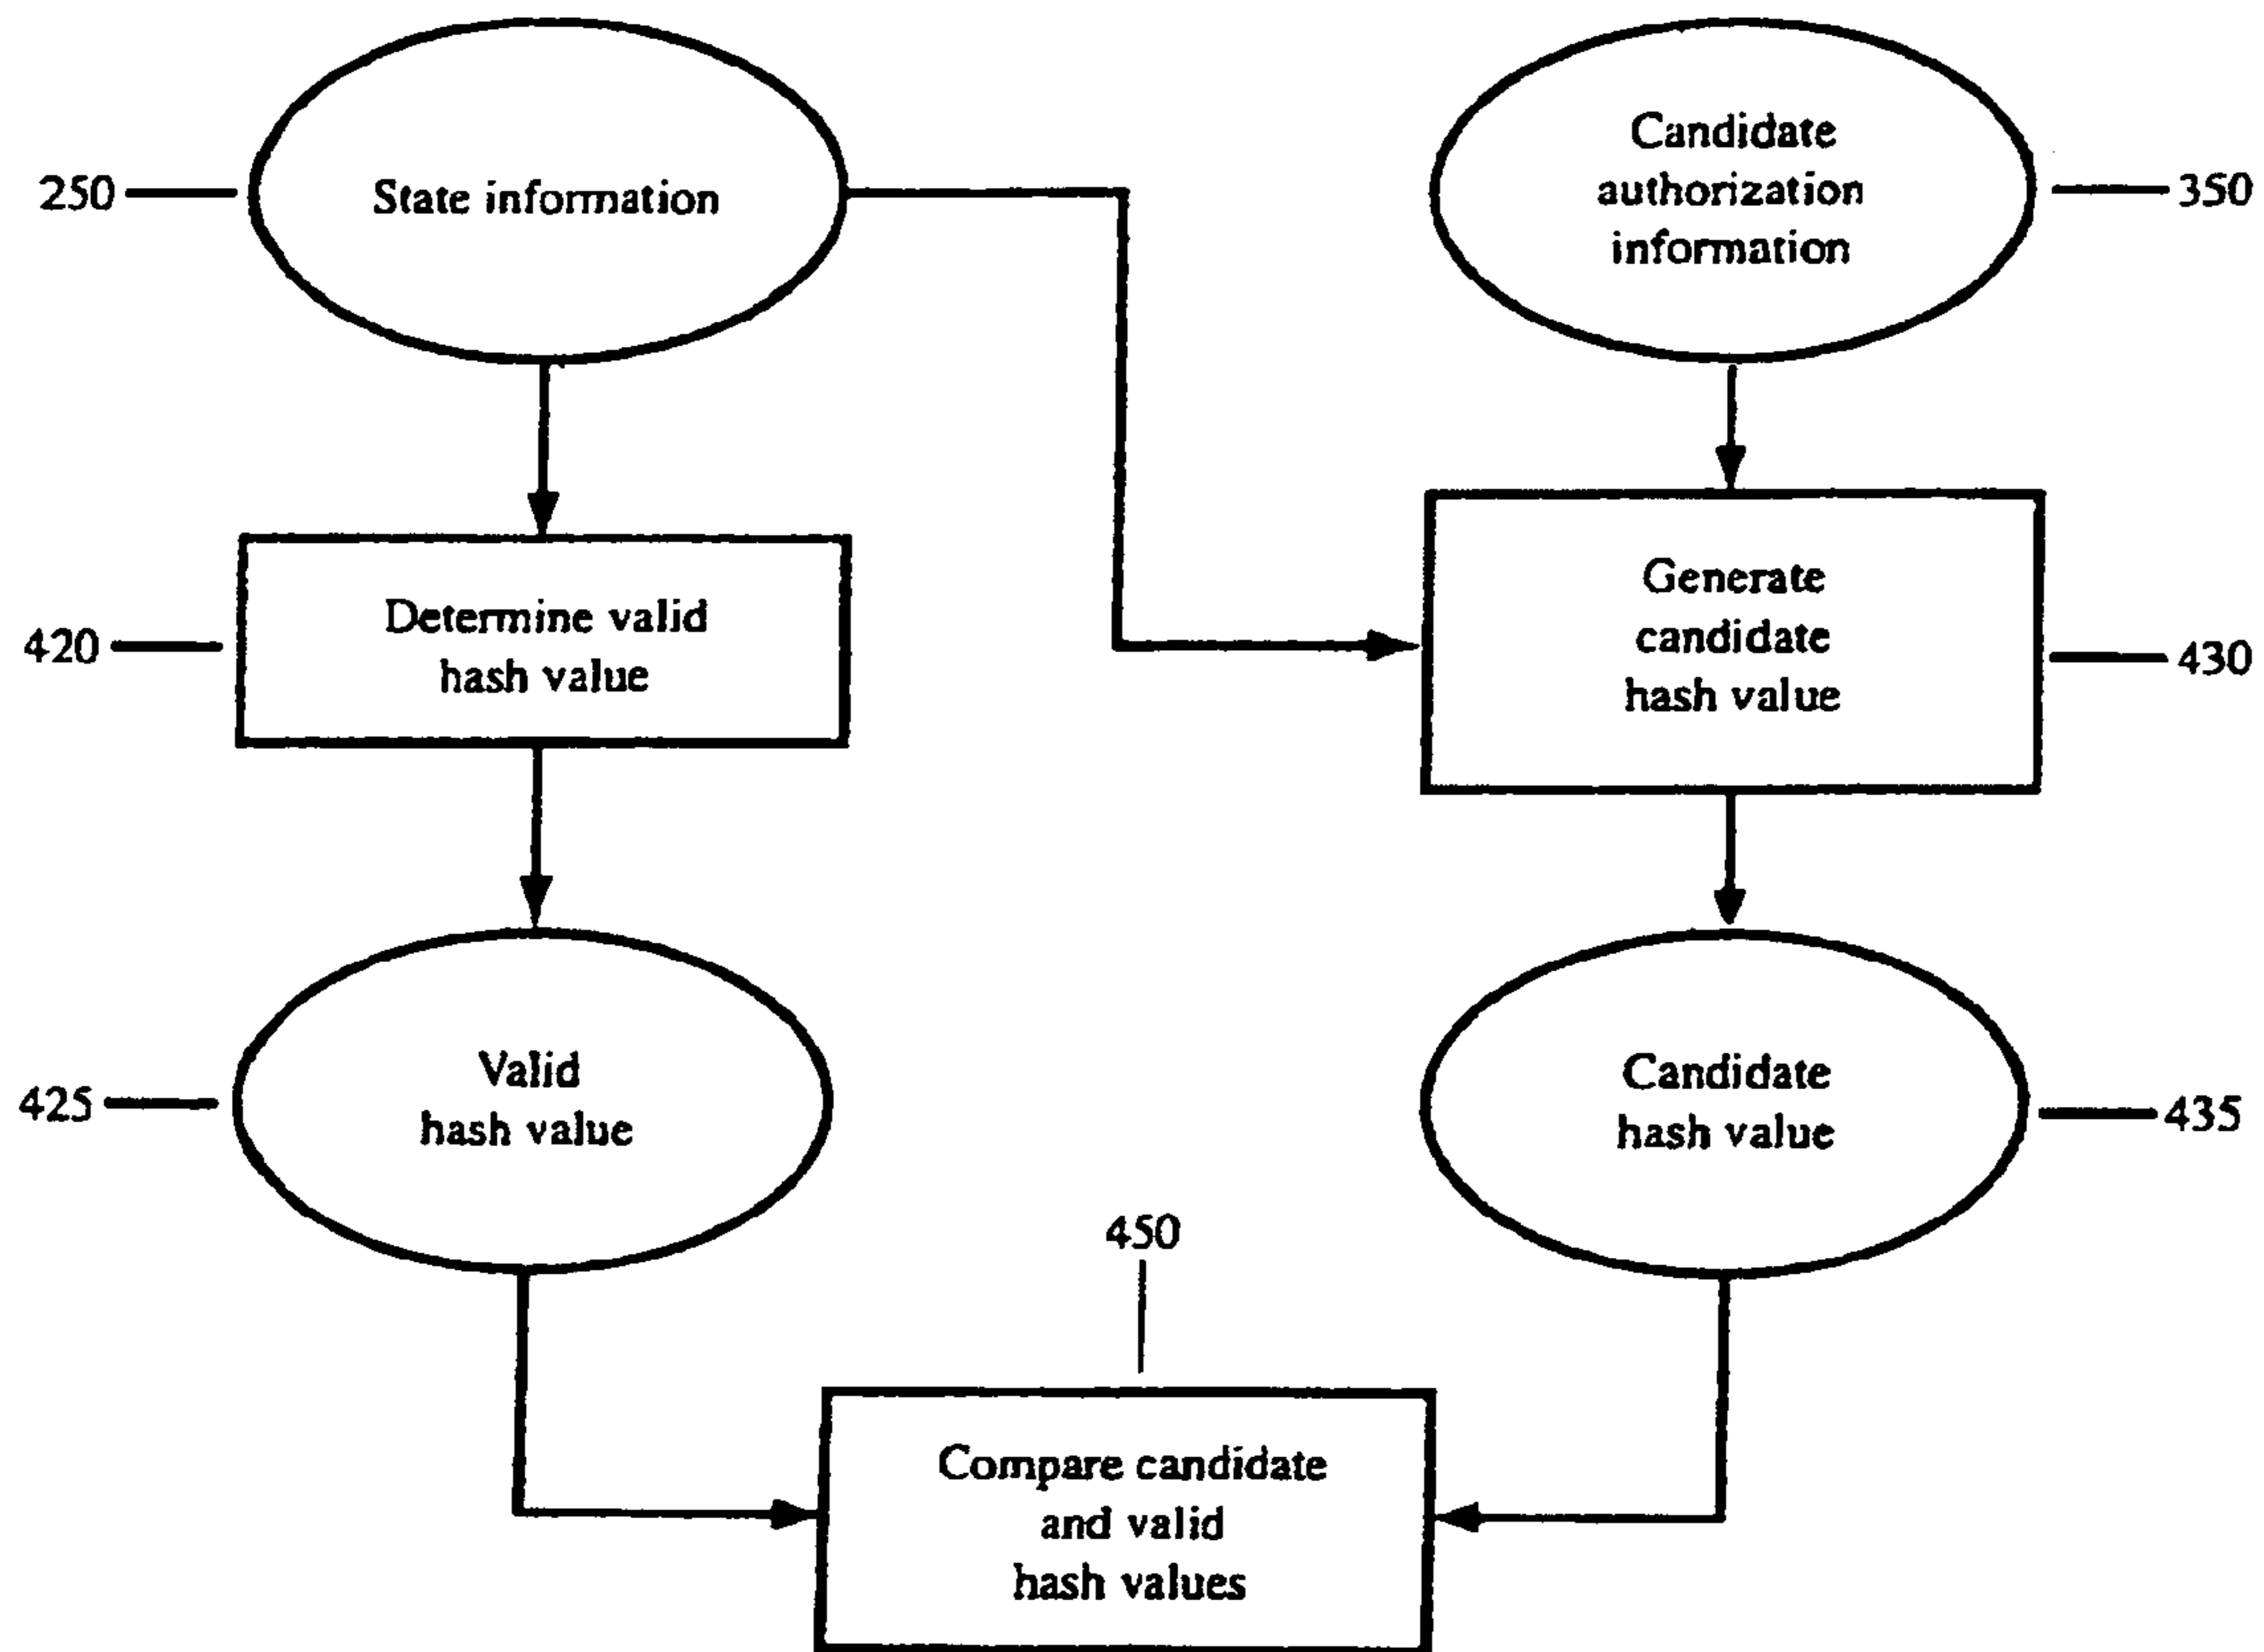 250
State information
Candidate
authorization
information
350
420
Determine valid
hash value
Generate
candidate
hash value
430
425
Valid
hash value
Candidate
hash value
435
450
Compare candidate
and valid
hash values